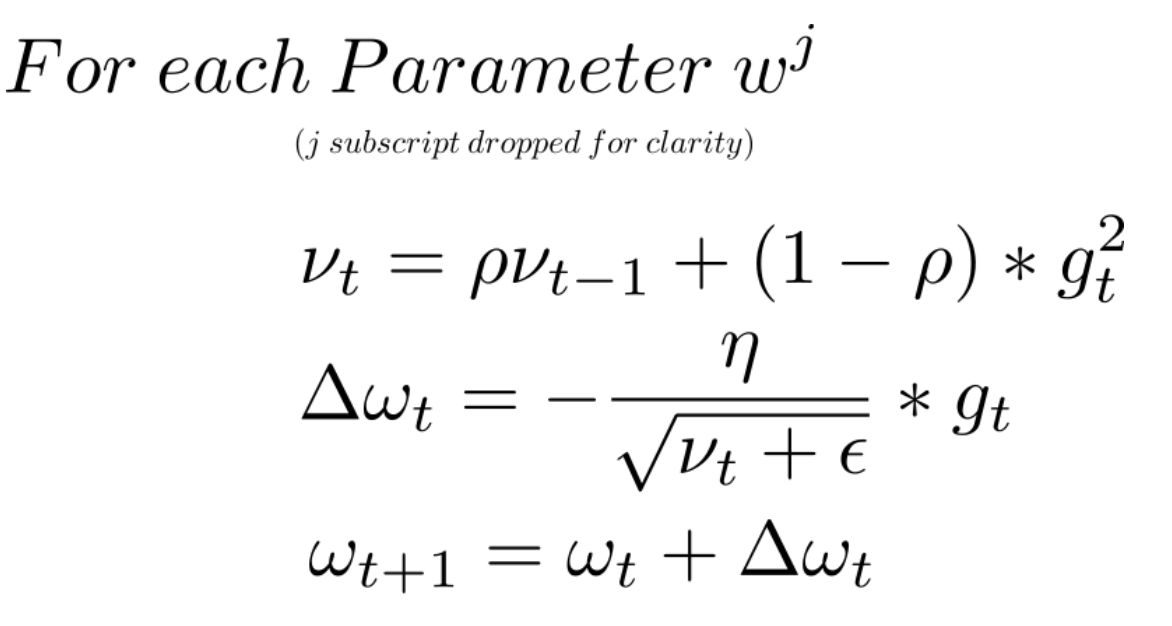 For each Parameter w^j
(j subscript dropped for clarity)
ν_t = ρν_{t−1} + (1 − ρ) * g_t^2
Δω_t = −η/√(ν_t + ϵ) * g_t
ω_{t+1} = ω_t + Δω_t